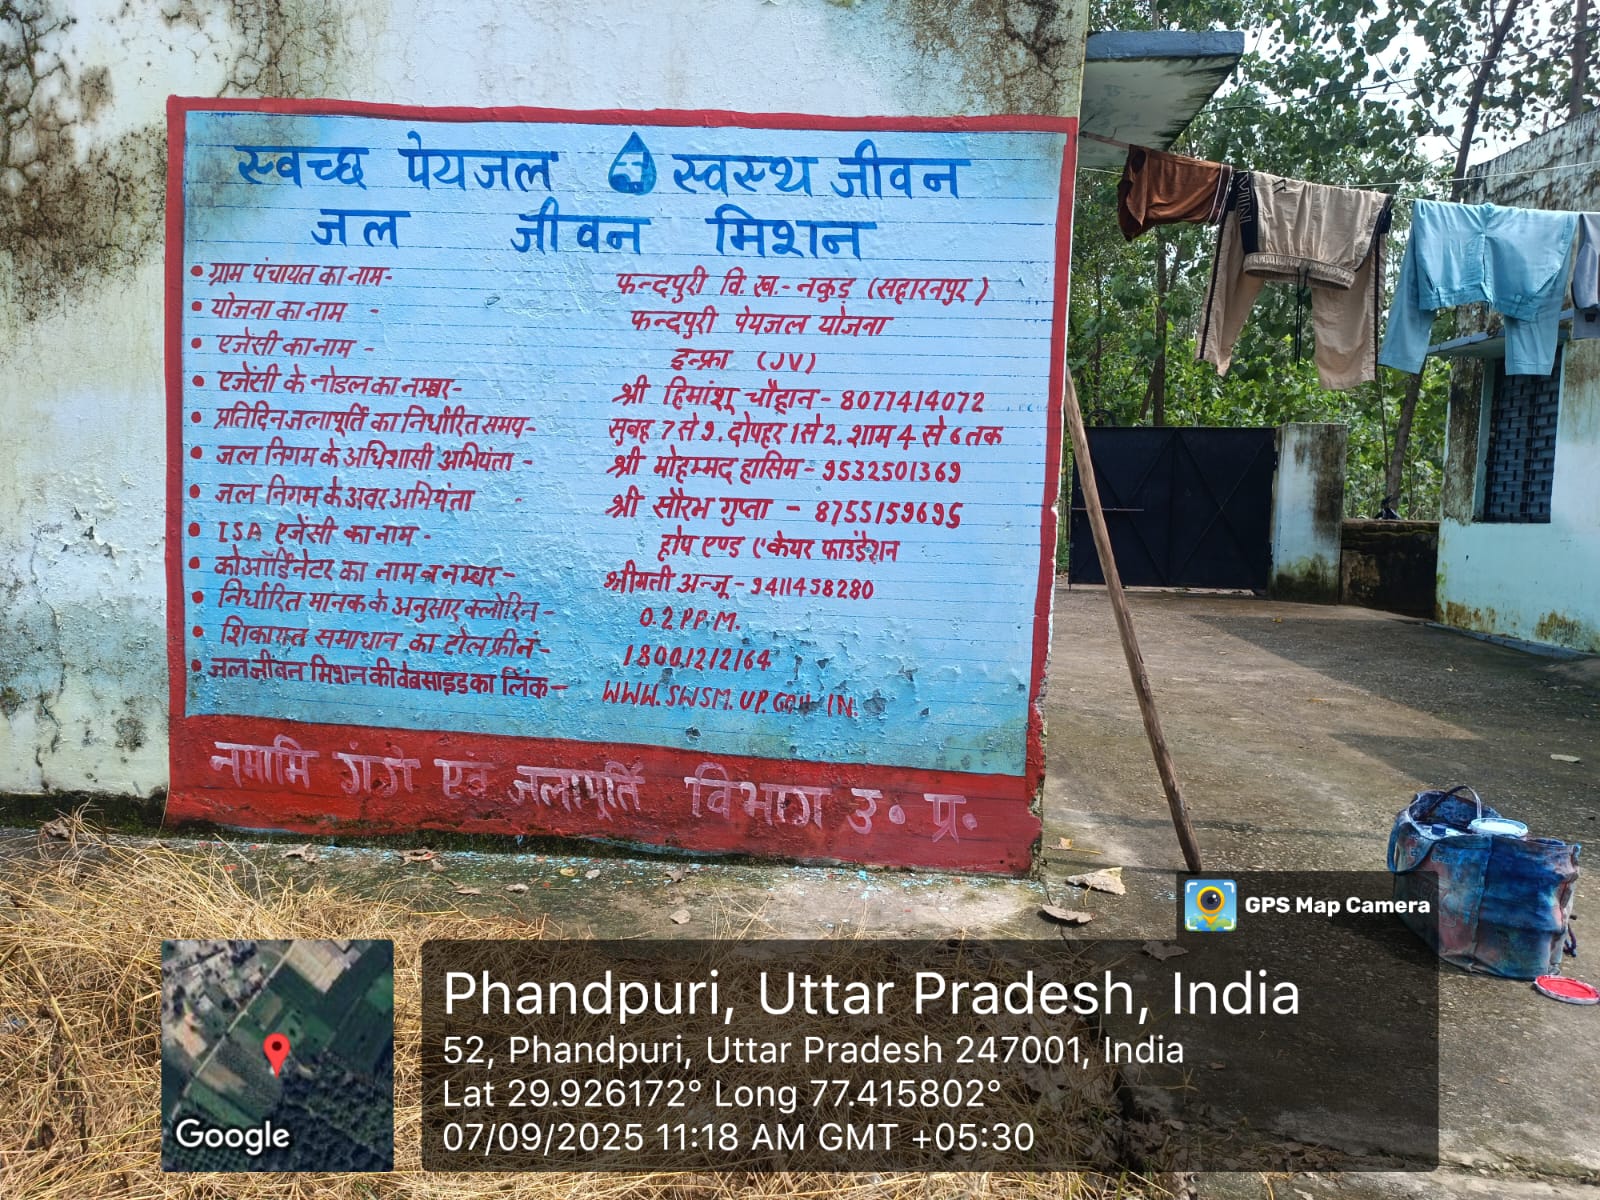 स्वच्छ पेयजल स्वस्थ जीवन
जल जीवन मिशन
• ग्राम पंचायत का नाम- फन्दपुरी वि. ख.- नकुड़ (सहारनपुर)
• योजना का नाम - फन्दपुरी पेयजल योजना
• एजेंसी का नाम - इन्फ्रा (JV)
• एजेंसी के नोडल का नम्बर- श्री हिमांशू चौहान - 8077414072
• प्रतिदिन जलापूर्ति का निर्धारित समय- सुबह 7 से 9, दोपहर 1 से 2, शाम 4 से 6 तक
• जल निगम के अधिशासी अभियंता - श्री मोहम्मद हासिम - 9532501369
• जल निगम के अवर अभियंता - श्री सौरभ गुप्ता - 8755159695
• ISA एजेंसी का नाम - होप एण्ड केयर फाउंडेशन
• कोऑर्डिनेटर का नाम व नम्बर- श्रीमती अन्जू - 9411458280
• निर्धारित मानक के अनुसार क्लोरिन - 0.2 P.P.M.
• शिकायत समाधान का टोल फ्री नं- 18001212164
• जल जीवन मिशन की वेबसाइड का लिंक- WWW.SWSM.UP.GOV.IN
नमामि गंगे एवं जलापूर्ति विभाग उ० प्र०
GPS Map Camera
Phandpuri, Uttar Pradesh, India
52, Phandpuri, Uttar Pradesh 247001, India
Lat 29.926172° Long 77.415802°
07/09/2025 11:18 AM GMT +05:30
Google